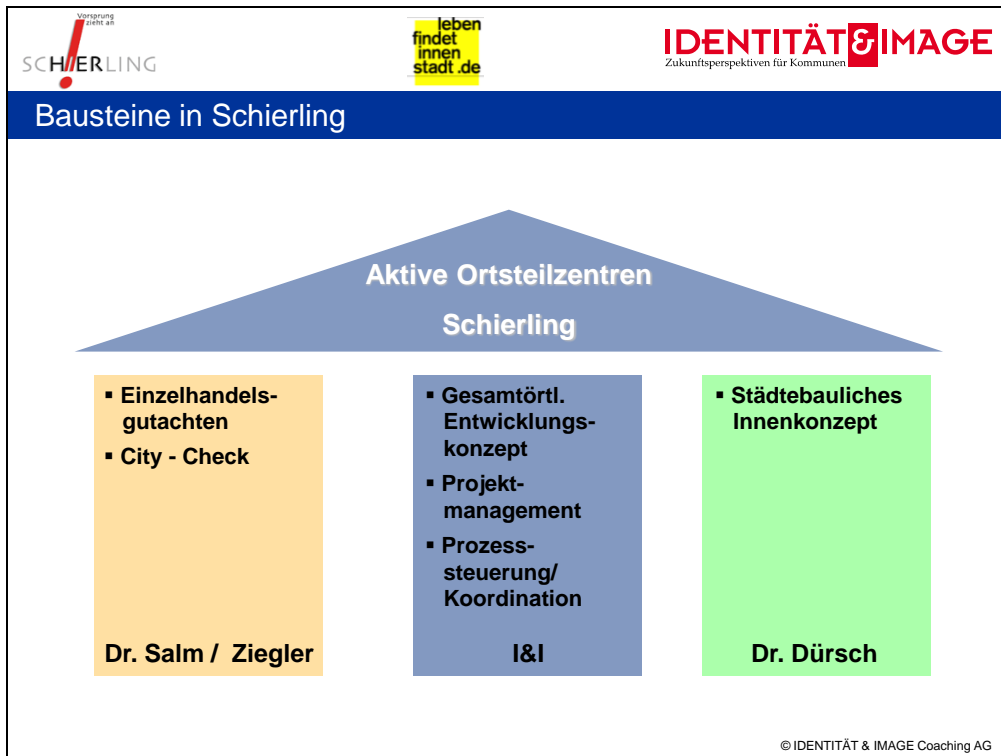 Vorsprung
zieht an
SCHIERLING
leben
findet
innen
stadt.de
IDENTITÄT & IMAGE
Zukunftsperspektiven für Kommunen
Bausteine in Schierling
Aktive Ortsteilzentren
Schierling
▪ Einzelhandels-
gutachten
▪ City - Check
Dr. Salm / Ziegler
▪ Gesamtörtl.
Entwicklungs-
konzept
▪ Projekt-
management
▪ Prozess-
steuerung/
Koordination
I&I
▪ Städtebauliches
Innenkonzept
Dr. Dürsch
© IDENTITÄT & IMAGE Coaching AG